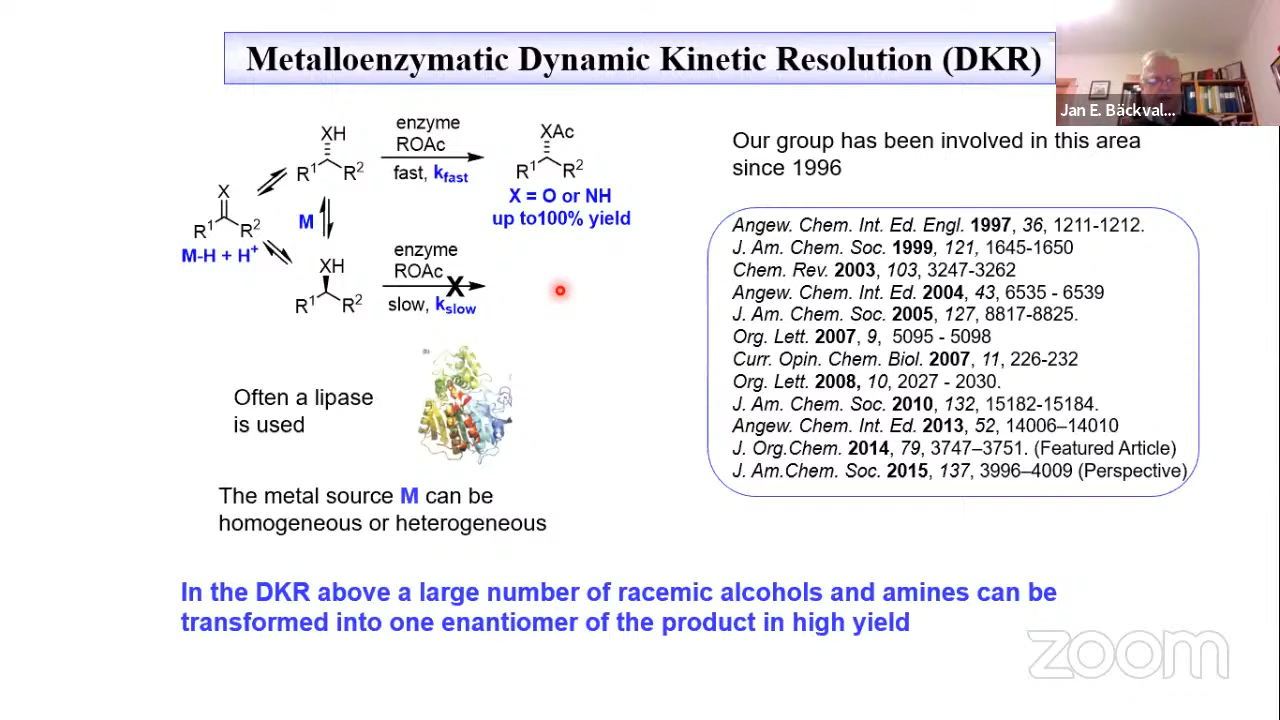 Metalloenzymatic Dynamic Kinetic Resolution (DKR)
Jan E. Bäckval...
XH
R1 R2
enzyme
ROAc
fast, kfast
XAc
R1 R2
X = O or NH
up to100% yield
X
R1 R2
M-H + H+
M
XH
R1 R2
enzyme
ROAc
X
slow, kslow
Often a lipase
is used
The metal source M can be
homogeneous or heterogeneous
Our group has been involved in this area
since 1996
Angew. Chem. Int. Ed. Engl. 1997, 36, 1211-1212.
J. Am. Chem. Soc. 1999, 121, 1645-1650
Chem. Rev. 2003, 103, 3247-3262
Angew. Chem. Int. Ed. 2004, 43, 6535 - 6539
J. Am. Chem. Soc. 2005, 127, 8817-8825.
Org. Lett. 2007, 9, 5095 - 5098
Curr. Opin. Chem. Biol. 2007, 11, 226-232
Org. Lett. 2008, 10, 2027 - 2030.
J. Am. Chem. Soc. 2010, 132, 15182-15184.
Angew. Chem. Int. Ed. 2013, 52, 14006–14010
J. Org.Chem. 2014, 79, 3747–3751. (Featured Article)
J. Am.Chem. Soc. 2015, 137, 3996–4009 (Perspective)
In the DKR above a large number of racemic alcohols and amines can be
transformed into one enantiomer of the product in high yield
zoom